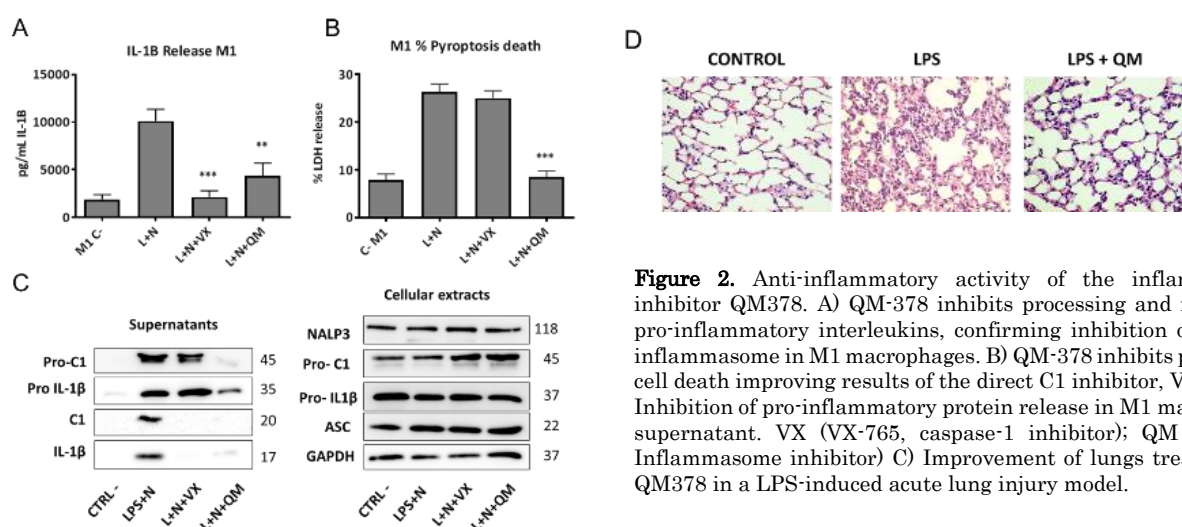 A
IL-1B Release M1
15000
10000
5000
0
pg/mL IL-1B
***
**
M1 C-
L+N
L+N+VX
L+N+QM
B
M1 % Pyroptosis death
30
20
10
0
% LDH release
***
C- M1
L+N
L+N+VX
L+N+QM
C
Supernatants
Pro-C1 45
Pro IL-1β 35
C1 20
IL-1β 17
CTRL -
LPS+N
L+N+VX
L+N+QM
Cellular extracts
NALP3 118
Pro- C1 45
Pro- IL1β 37
ASC 22
GAPDH 37
CTRL -
LPS+N
L+N+VX
L+N+QM
D
CONTROL
LPS
LPS + QM
Figure 2. Anti-inflammatory activity of the
inhibitor QM378. A) QM-378 inhibits processing and
pro-inflammatory interleukins, confirming inhibition
inflammasome in M1 macrophages. B) QM-378 inhibits
cell death improving results of the direct C1 inhibitor,
Inhibition of pro-inflammatory protein release in M1
supernatant. VX (VX-765, caspase-1 inhibitor); QM
Inflammasome inhibitor) C) Improvement of lungs
QM378 in a LPS-induced acute lung injury model.